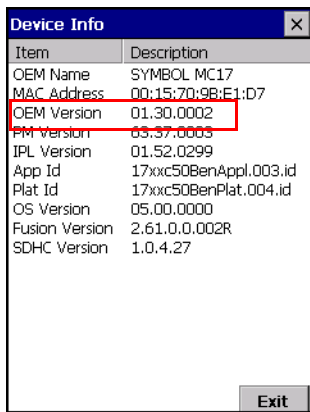 Device Info
Item Description
OEM Name SYMBOL MC17
MAC Address 00:15:70:9B:E1:D7
OEM Version 01.30.0002
PM Version 63.37.0003
IPL Version 01.52.0299
App Id 17xxc50BenAppl.003.id
Plat Id 17xxc50BenPlat.004.id
OS Version 05.00.0000
Fusion Version 2.61.0.0.002R
SDHC Version 1.0.4.27
Exit